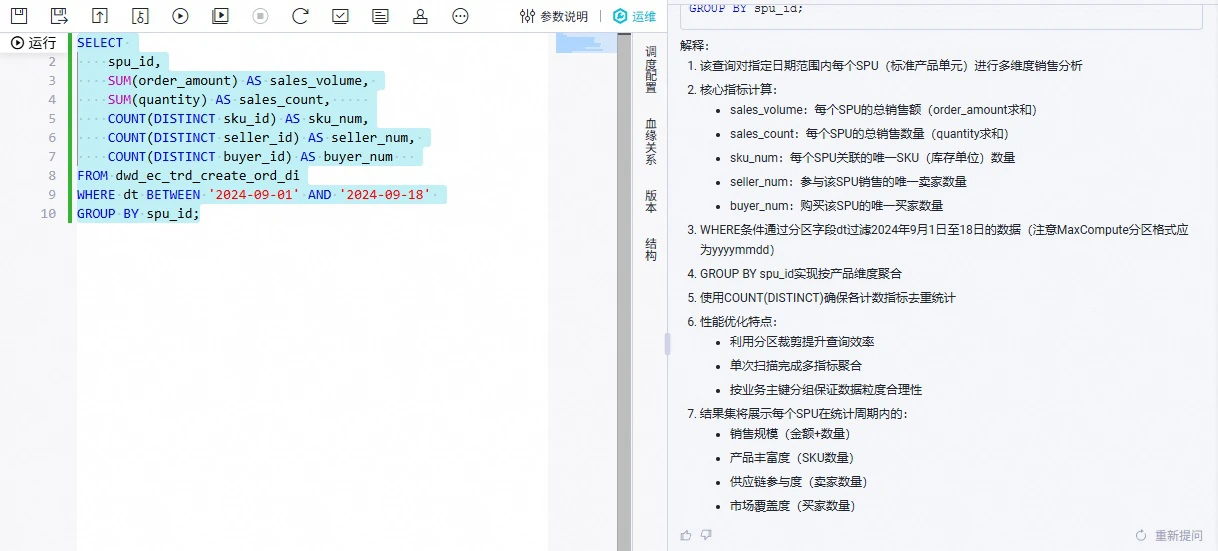 参数说明
运维
运行
SELECT
2 spu_id,
3 SUM(order_amount) AS sales_volume,
4 SUM(quantity) AS sales_count,
5 COUNT(DISTINCT sku_id) AS sku_num,
6 COUNT(DISTINCT seller_id) AS seller_num,
7 COUNT(DISTINCT buyer_id) AS buyer_num
8 FROM dwd_ec_trd_create_ord_di
9 WHERE dt BETWEEN '2024-09-01' AND '2024-09-18'
10 GROUP BY spu_id;
调度配置
血缘关系
版本
结构
GROUP BY spu_id;
解释：
1. 该查询对指定日期范围内每个SPU（标准产品单元）进行多维度销售分析
2. 核心指标计算：
• sales_volume：每个SPU的总销售额（order_amount求和）
• sales_count：每个SPU的总销售数量（quantity求和）
• sku_num：每个SPU关联的唯一SKU（库存单位）数量
• seller_num：参与该SPU销售的唯一卖家数量
• buyer_num：购买该SPU的唯一买家数量
3. WHERE条件通过分区字段dt过滤2024年9月1日至18日的数据（注意MaxCompute分区格式应
为yyyymmdd）
4. GROUP BY spu_id实现按产品维度聚合
5. 使用COUNT(DISTINCT)确保各计数指标去重统计
6. 性能优化特点：
• 利用分区裁剪提升查询效率
• 单次扫描完成多指标聚合
• 按业务主键分组保证数据粒度合理性
7. 结果集将展示每个SPU在统计周期内的：
• 销售规模（金额+数量）
• 产品丰富度（SKU数量）
• 供应链参与度（卖家数量）
• 市场覆盖度（买家数量）
重新提问